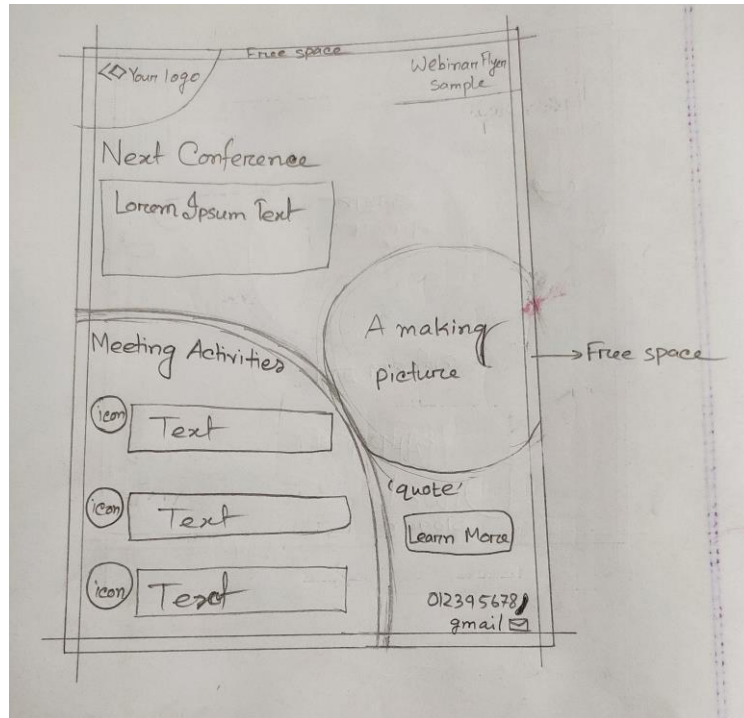 Free space
Your logo
Webinar Flyer
Sample
Next Conference
Lorem Ipsum Text
A making
picture
Free space
Meeting Activities
icon
Text
icon
Text
icon
Text
'quote'
Learn More
012395678
gmail